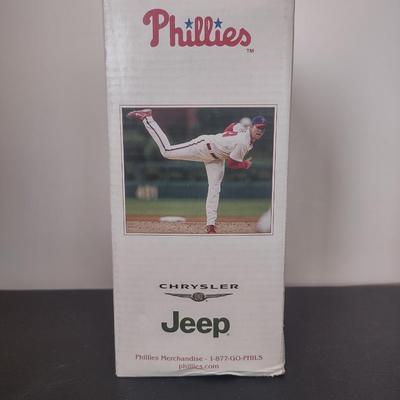 Phillies
TM
CHRYSLER
Jeep
Phillies Merchandise - 1-877-GO-PHILS
phillies.com